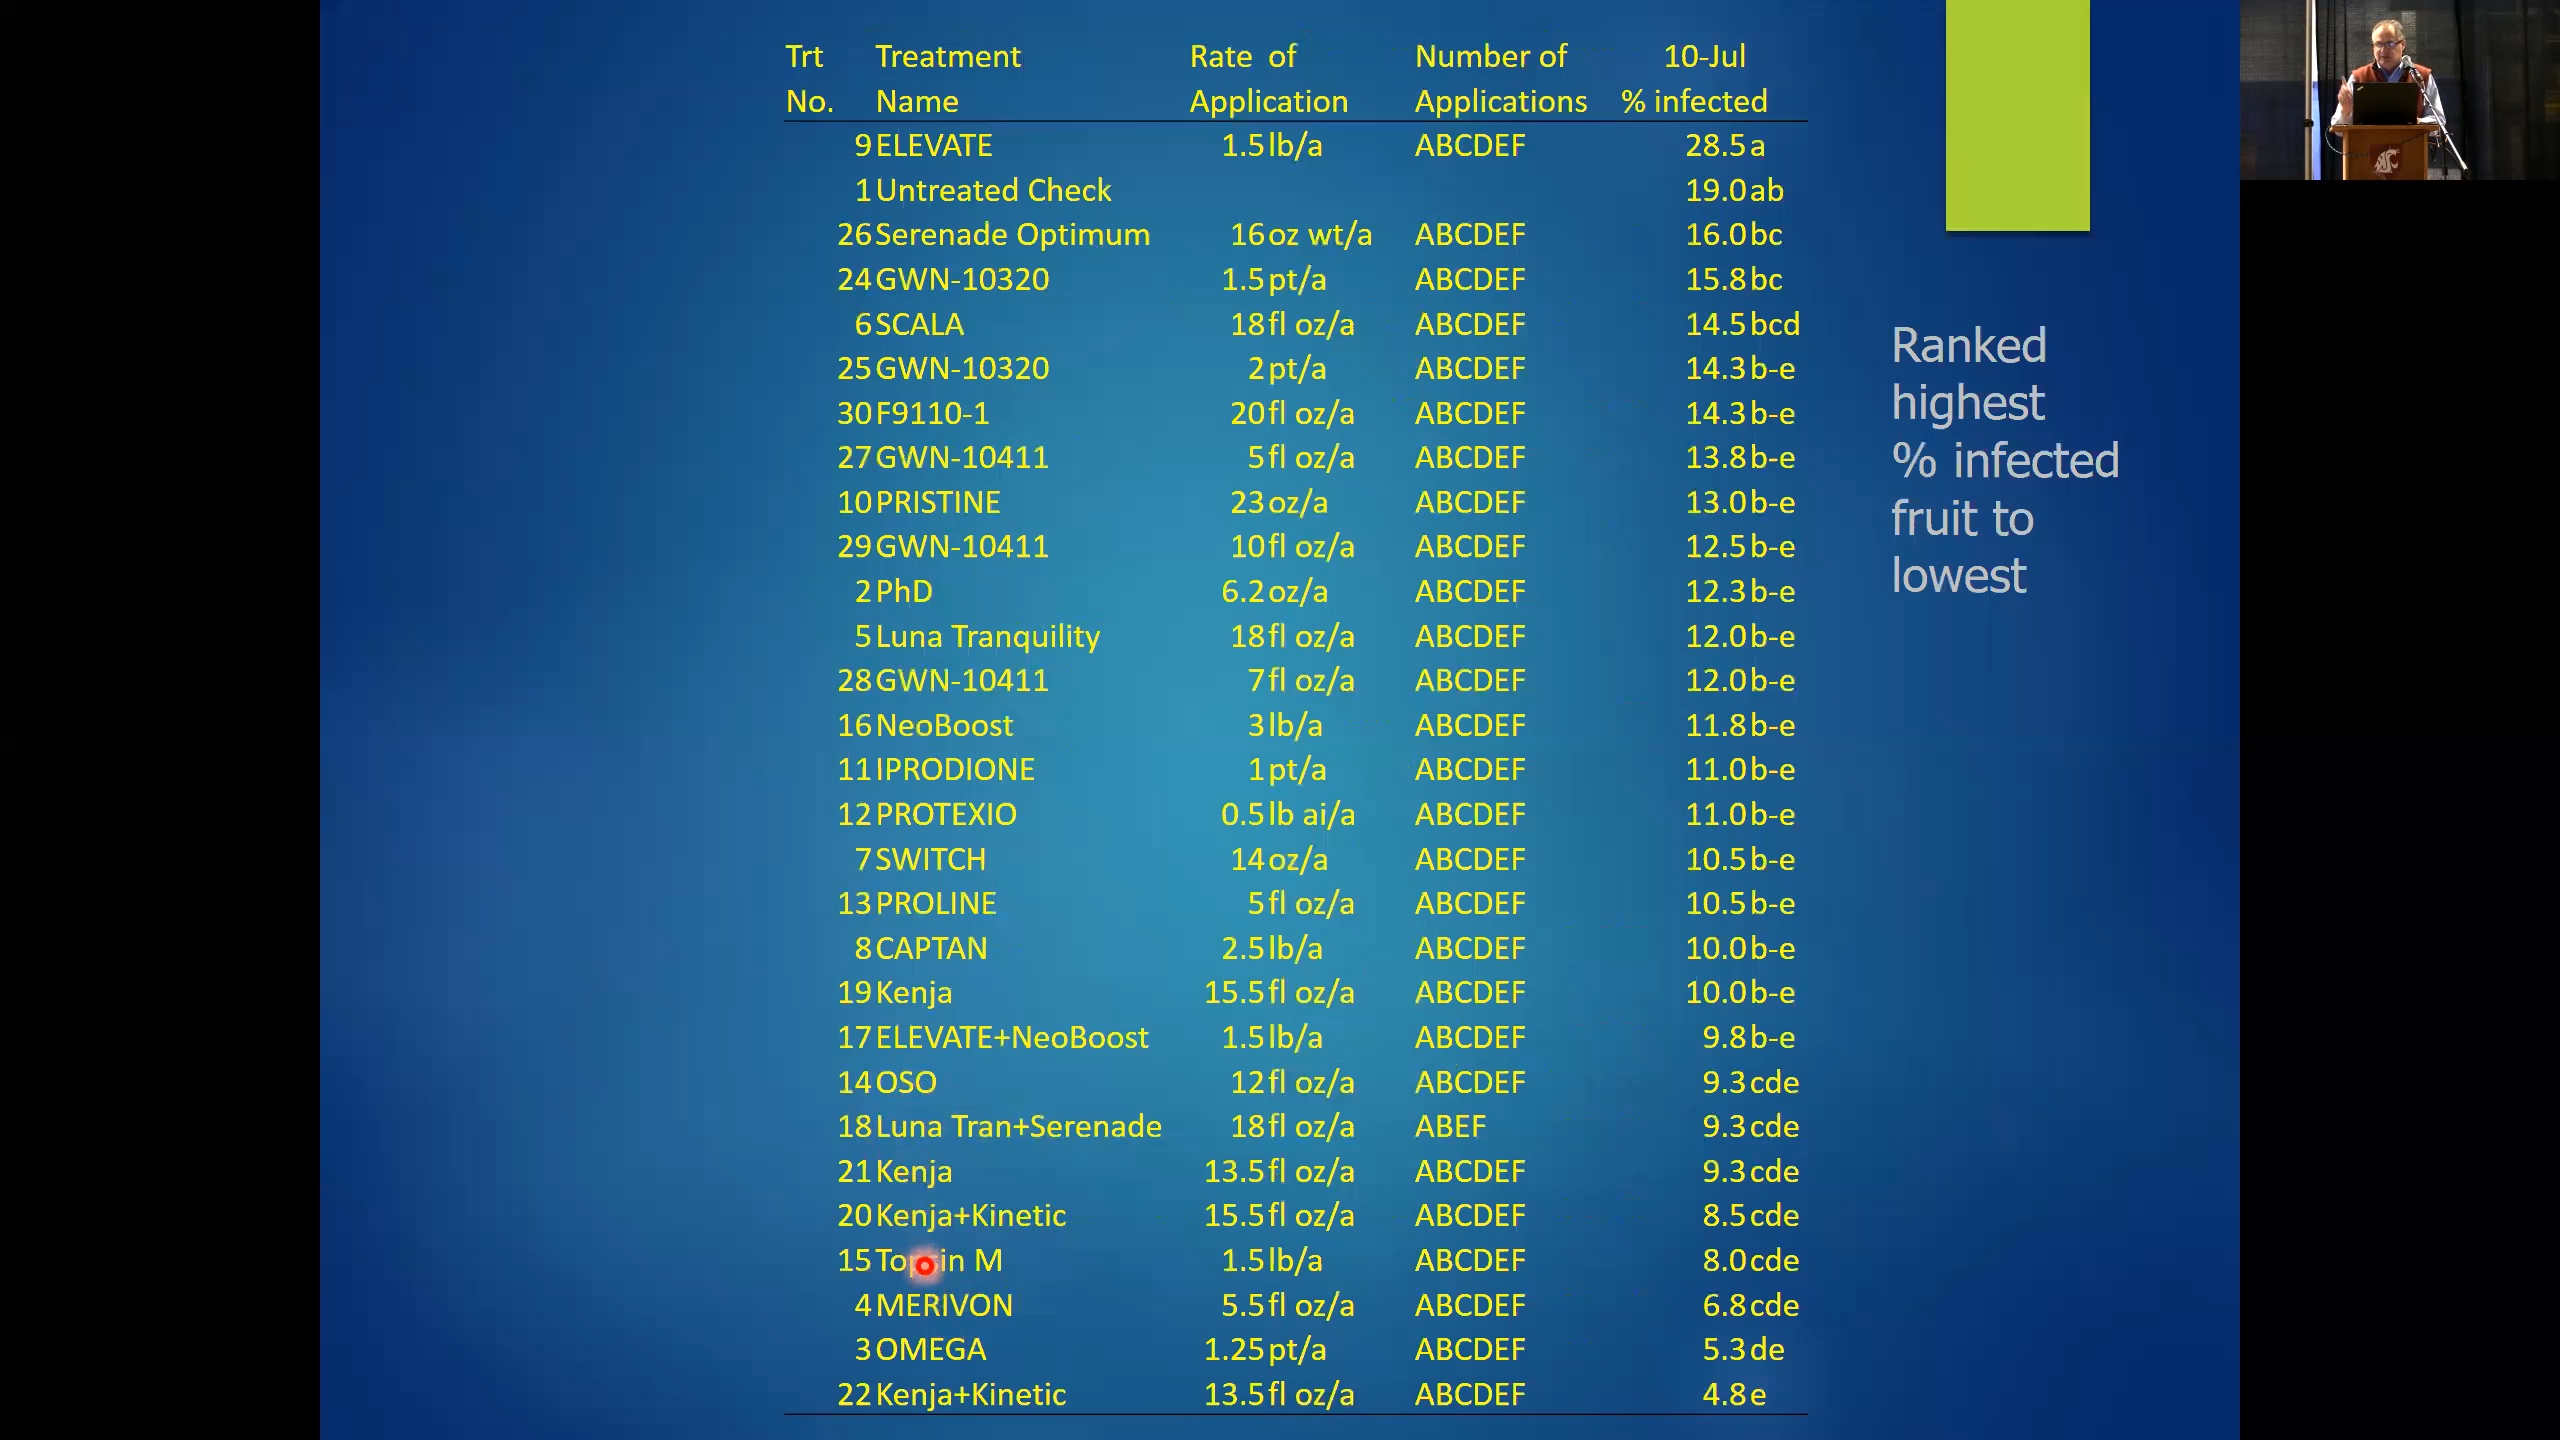 Trt Treatment Rate of Number of 10-Jul
No. Name Application Applications % infected
9 ELEVATE 1.5 lb/a ABCDEF 28.5 a
1 Untreated Check 19.0 ab
26 Serenade Optimum 16 oz wt/a ABCDEF 16.0 bc
24 GWN-10320 1.5 pt/a ABCDEF 15.8 bc
6 SCALA 18 fl oz/a ABCDEF 14.5 bcd
25 GWN-10320 2 pt/a ABCDEF 14.3 b-e
30 F9110-1 20 fl oz/a ABCDEF 14.3 b-e
27 GWN-10411 5 fl oz/a ABCDEF 13.8 b-e
10 PRISTINE 23 oz/a ABCDEF 13.0 b-e
29 GWN-10411 10 fl oz/a ABCDEF 12.5 b-e
2 PhD 6.2 oz/a ABCDEF 12.3 b-e
5 Luna Tranquility 18 fl oz/a ABCDEF 12.0 b-e
28 GWN-10411 7 fl oz/a ABCDEF 12.0 b-e
16 NeoBoost 3 lb/a ABCDEF 11.8 b-e
11 IPRODIONE 1 pt/a ABCDEF 11.0 b-e
12 PROTEXIO 0.5 lb ai/a ABCDEF 11.0 b-e
7 SWITCH 14 oz/a ABCDEF 10.5 b-e
13 PROLINE 5 fl oz/a ABCDEF 10.5 b-e
8 CAPTAN 2.5 lb/a ABCDEF 10.0 b-e
19 Kenja 15.5 fl oz/a ABCDEF 10.0 b-e
17 ELEVATE+NeoBoost 1.5 lb/a ABCDEF 9.8 b-e
14 OSO 12 fl oz/a ABCDEF 9.3 cde
18 Luna Tran+Serenade 18 fl oz/a ABEF 9.3 cde
21 Kenja 13.5 fl oz/a ABCDEF 9.3 cde
20 Kenja+Kinetic 15.5 fl oz/a ABCDEF 8.5 cde
15 Topsin M 1.5 lb/a ABCDEF 8.0 cde
4 MERIVON 5.5 fl oz/a ABCDEF 6.8 cde
3 OMEGA 1.25 pt/a ABCDEF 5.3 de
22 Kenja+Kinetic 13.5 fl oz/a ABCDEF 4.8 e
Ranked
highest
% infected
fruit to
lowest